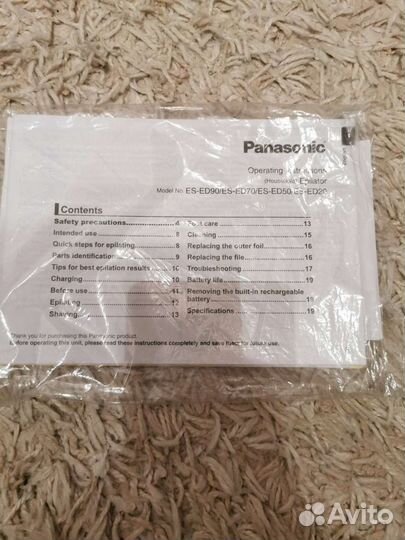 Panasonic
Operating Instructions
(Household) Epilator
Model No. ES-ED90/ES-ED70/ES-ED50/ES-ED20
Contents
Safety precautions 4
Intended use 8
Quick steps for epilating 8
Parts identification 9
Tips for best epilation results 10
Charging 10
Before use 11
Epilating 12
Shaving 13
Foot care 13
Cleaning 15
Replacing the outer foil 16
Replacing the file 16
Troubleshooting 17
Battery life 19
Removing the built-in rechargeable
battery 19
Specifications 19
Thank you for purchasing this Panasonic product.
Before operating this unit, please read these instructions completely and save them for future use.
Avito